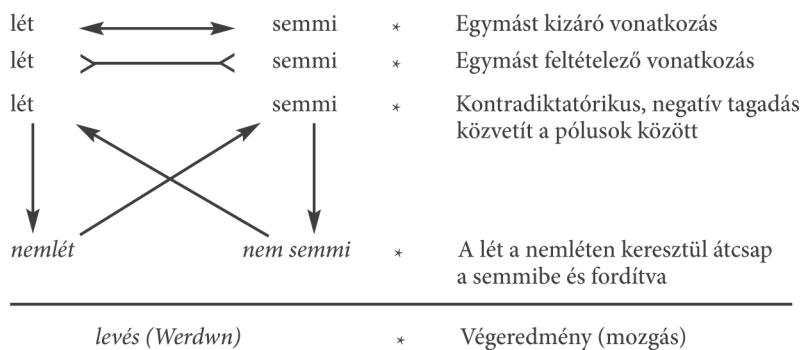 lét semmi * Egymást kizáró vonatkozás
lét semmi * Egymást feltételező vonatkozás
lét semmi * Kontradiktatórikus, negatív tagadás
közvetít a pólusok között
nemlét nem semmi * A lét a nemléten keresztül átcsap
a semmibe és fordítva
levés (Werdwn) * Végeredmény (mozgás)